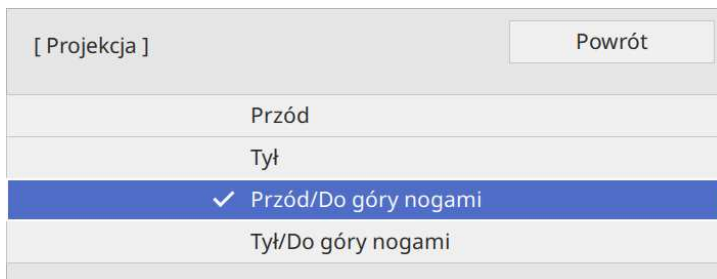 [ Projekcja ]
Powrót
Przód
Tył
Przód/Do góry nogami
Tył/Do góry nogami